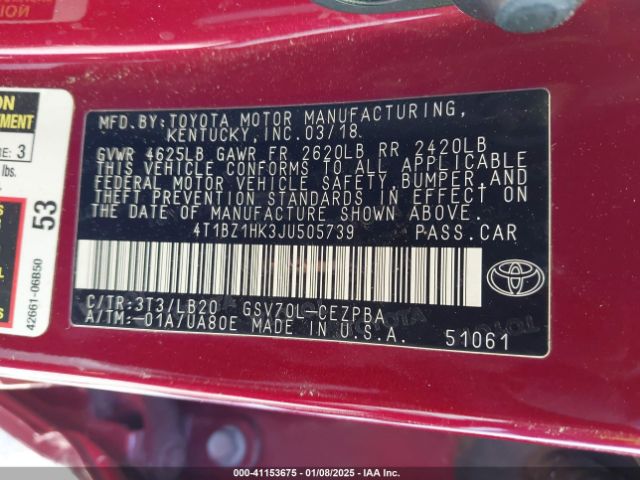 MFD.BY:TOYOTA MOTOR MANUFACTURING,
KENTUCKY,INC.03/18.
GVWR 4625LB GAWR FR 2620LB RR 2420LB
THIS VEHICLE CONFORMS TO ALL APPLICABLE
FEDERAL MOTOR VEHICLE SAFETY,BUMPER,AND
THEFT PREVENTION STANDARDS IN EFFECT ON
THE DATE OF MANUFACTURE SHOWN ABOVE.
4T1BZ1HK3JU505739 PASS.CAR
C/TR:3T3/LB20 GSV70L-CEZPBA
A/TM:-01A/UA80E MADE IN U.S.A. 51061
3
lbs.
53
42661-06B50
000-41153675 - 01/08/2025 - IAA